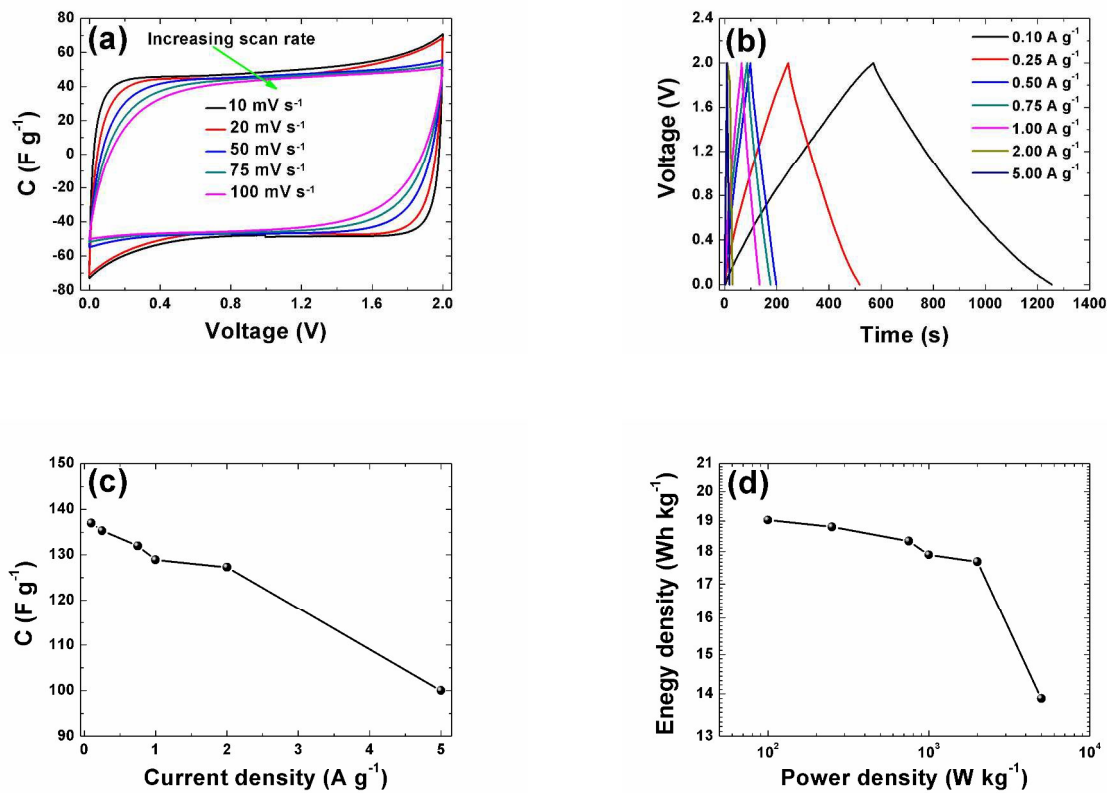 (a)
Increasing scan rate
10 mV s⁻¹
20 mV s⁻¹
50 mV s⁻¹
75 mV s⁻¹
100 mV s⁻¹
C (F g⁻¹)
80
60
40
20
0
-20
-40
-60
-80
0.0 0.4 0.8 1.2 1.6 2.0
Voltage (V)
(b)
0.10 A g⁻¹
0.25 A g⁻¹
0.50 A g⁻¹
0.75 A g⁻¹
1.00 A g⁻¹
2.00 A g⁻¹
5.00 A g⁻¹
Voltage (V)
2.4
2.0
1.6
1.2
0.8
0.4
0.0
0 200 400 600 800 1000 1200 1400
Time (s)
(c)
C (F g⁻¹)
150
140
130
120
110
100
90
0 1 2 3 4 5
Current density (A g⁻¹)
(d)
Enegy density (Wh kg⁻¹)
21
20
19
18
17
16
15
14
13
10² 10³ 10⁴
Power density (W kg⁻¹)